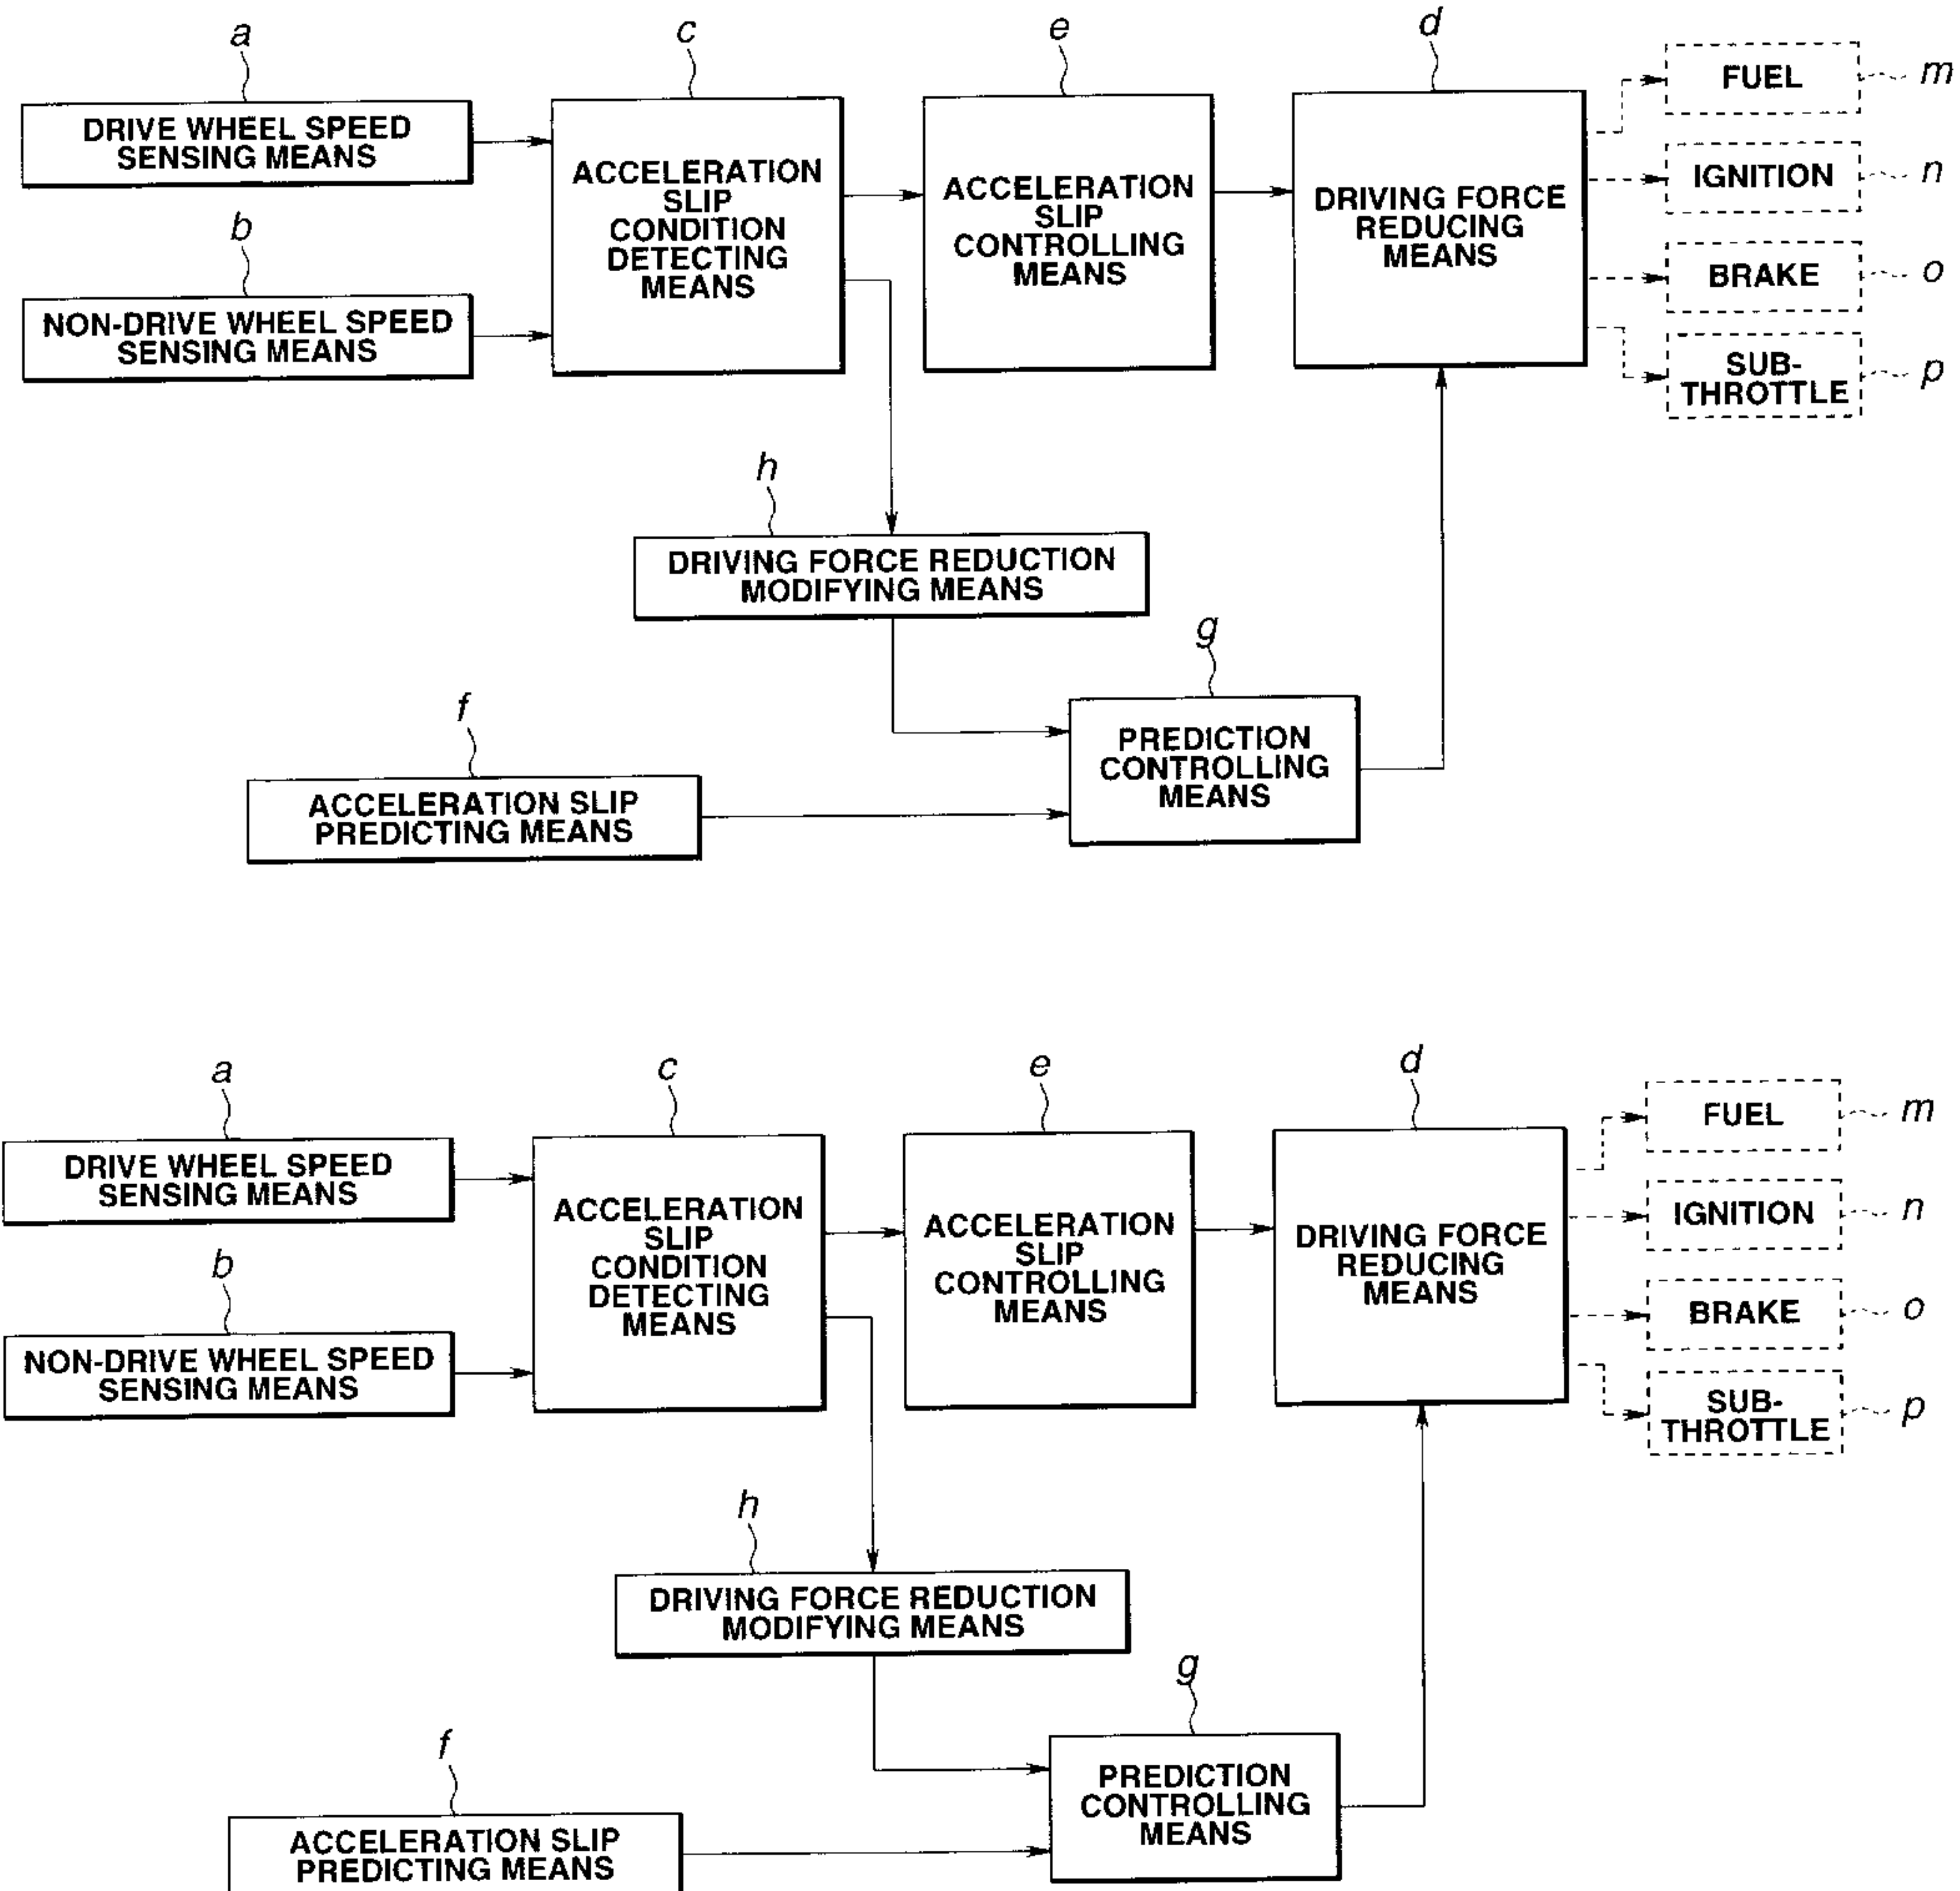 a
c
e
d
DRIVE WHEEL SPEED
SENSING MEANS
b
NON-DRIVE WHEEL SPEED
SENSING MEANS
ACCELERATION
SLIP
CONDITION
DETECTING
MEANS
ACCELERATION
SLIP
CONTROLLING
MEANS
DRIVING FORCE
REDUCING
MEANS
FUEL
m
IGNITION
n
BRAKE
o
SUB-
THROTTLE
p
h
DRIVING FORCE REDUCTION
MODIFYING MEANS
g
PREDICTION
CONTROLLING
MEANS
f
ACCELERATION SLIP
PREDICTING MEANS
a
c
e
d
DRIVE WHEEL SPEED
SENSING MEANS
b
NON-DRIVE WHEEL SPEED
SENSING MEANS
ACCELERATION
SLIP
CONDITION
DETECTING
MEANS
ACCELERATION
SLIP
CONTROLLING
MEANS
DRIVING FORCE
REDUCING
MEANS
FUEL
m
IGNITION
n
BRAKE
o
SUB-
THROTTLE
p
h
DRIVING FORCE REDUCTION
MODIFYING MEANS
g
PREDICTION
CONTROLLING
MEANS
f
ACCELERATION SLIP
PREDICTING MEANS